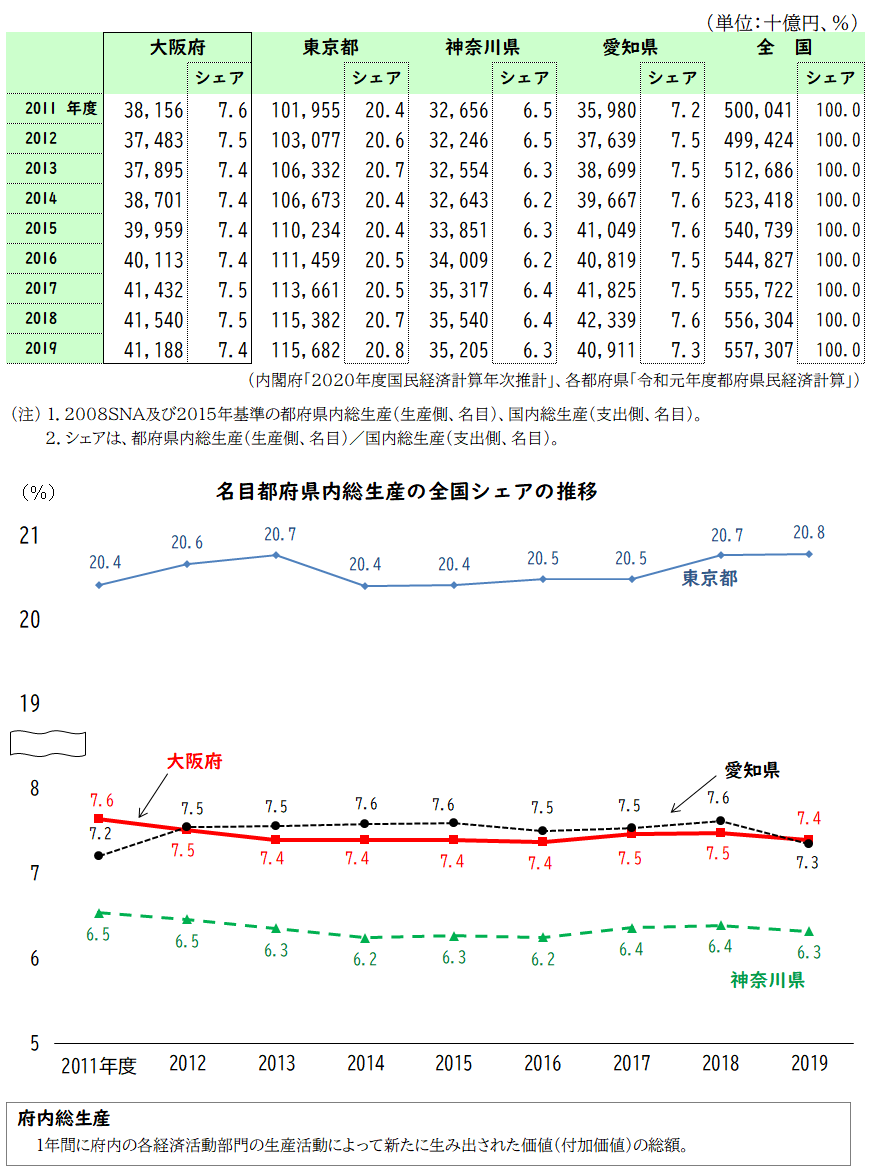 （単位：十億円、％）
大阪府 東京都 神奈川県 愛知県 全　国
シェア シェア シェア シェア シェア
2011 年度 38,156 7.6 101,955 20.4 32,656 6.5 35,980 7.2 500,041 100.0
2012 37,483 7.5 103,077 20.6 32,246 6.5 37,639 7.5 499,424 100.0
2013 37,895 7.4 106,332 20.7 32,554 6.3 38,699 7.5 512,686 100.0
2014 38,701 7.4 106,673 20.4 32,643 6.2 39,667 7.6 523,418 100.0
2015 39,959 7.4 110,234 20.4 33,851 6.3 41,049 7.6 540,739 100.0
2016 40,113 7.4 111,459 20.5 34,009 6.2 40,819 7.5 544,827 100.0
2017 41,432 7.5 113,661 20.5 35,317 6.4 41,825 7.5 555,722 100.0
2018 41,540 7.5 115,382 20.7 35,540 6.4 42,339 7.6 556,304 100.0
2019 41,188 7.4 115,682 20.8 35,205 6.3 40,911 7.3 557,307 100.0
（内閣府「2020年度国民経済計算年次推計」、各都府県「令和元年度都府県民経済計算」）
（注）１．2008SNA及び2015年基準の都府県内総生産（生産側、名目）、国内総生産（支出側、名目）。
２．シェアは、都府県内総生産（生産側、名目）／国内総生産（支出側、名目）。
（％）
名目都府県内総生産の全国シェアの推移
21
20.4 20.6 20.7 20.4 20.4 20.5 20.5 20.7 20.8
東京都
20
19
大阪府
愛知県
8
7.6
7.2 7.5 7.5 7.6 7.6 7.5 7.5 7.6 7.4
7.5 7.4 7.4 7.4 7.4 7.5 7.5 7.3
7
6.5 6.5 6.3 6.2 6.3 6.2 6.4 6.4 6.3
6
神奈川県
5
2011年度 2012 2013 2014 2015 2016 2017 2018 2019
府内総生産
1年間に府内の各経済活動部門の生産活動によって新たに生み出された価値（付加価値）の総額。